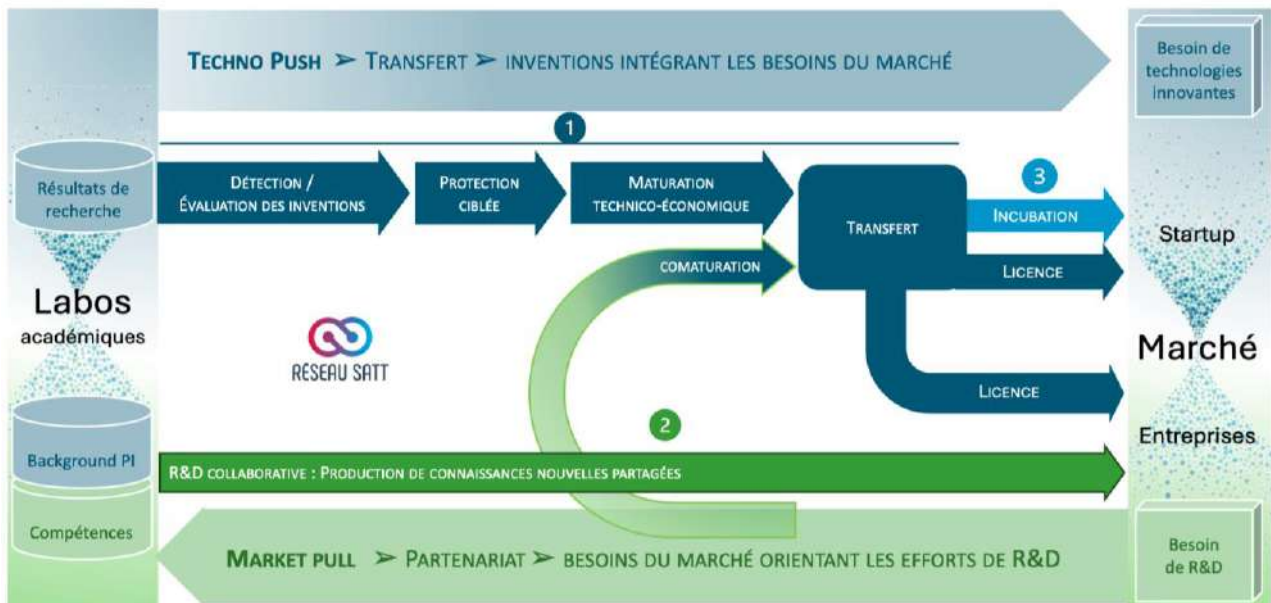 TECHNO PUSH ➢ TRANSFERT ➢ INVENTIONS INTÉGRANT LES BESOINS DU MARCHÉ
Besoin de
technologies
innovantes
1
Résultats de
recherche
DÉTECTION /
ÉVALUATION DES INVENTIONS
PROTECTION
CIBLÉE
MATURATION
TECHNICO-ÉCONOMIQUE
TRANSFERT
3
INCUBATION
Startup
COMATURATION
LICENCE
Labos
académiques
RÉSEAU SATT
Marché
LICENCE
2
Entreprises
Background PI
R&D COLLABORATIVE : PRODUCTION DE CONNAISSANCES NOUVELLES PARTAGÉES
Compétences
MARKET PULL ➢ PARTENARIAT ➢ BESOINS DU MARCHÉ ORIENTANT LES EFFORTS DE R&D
Besoin
de R&D